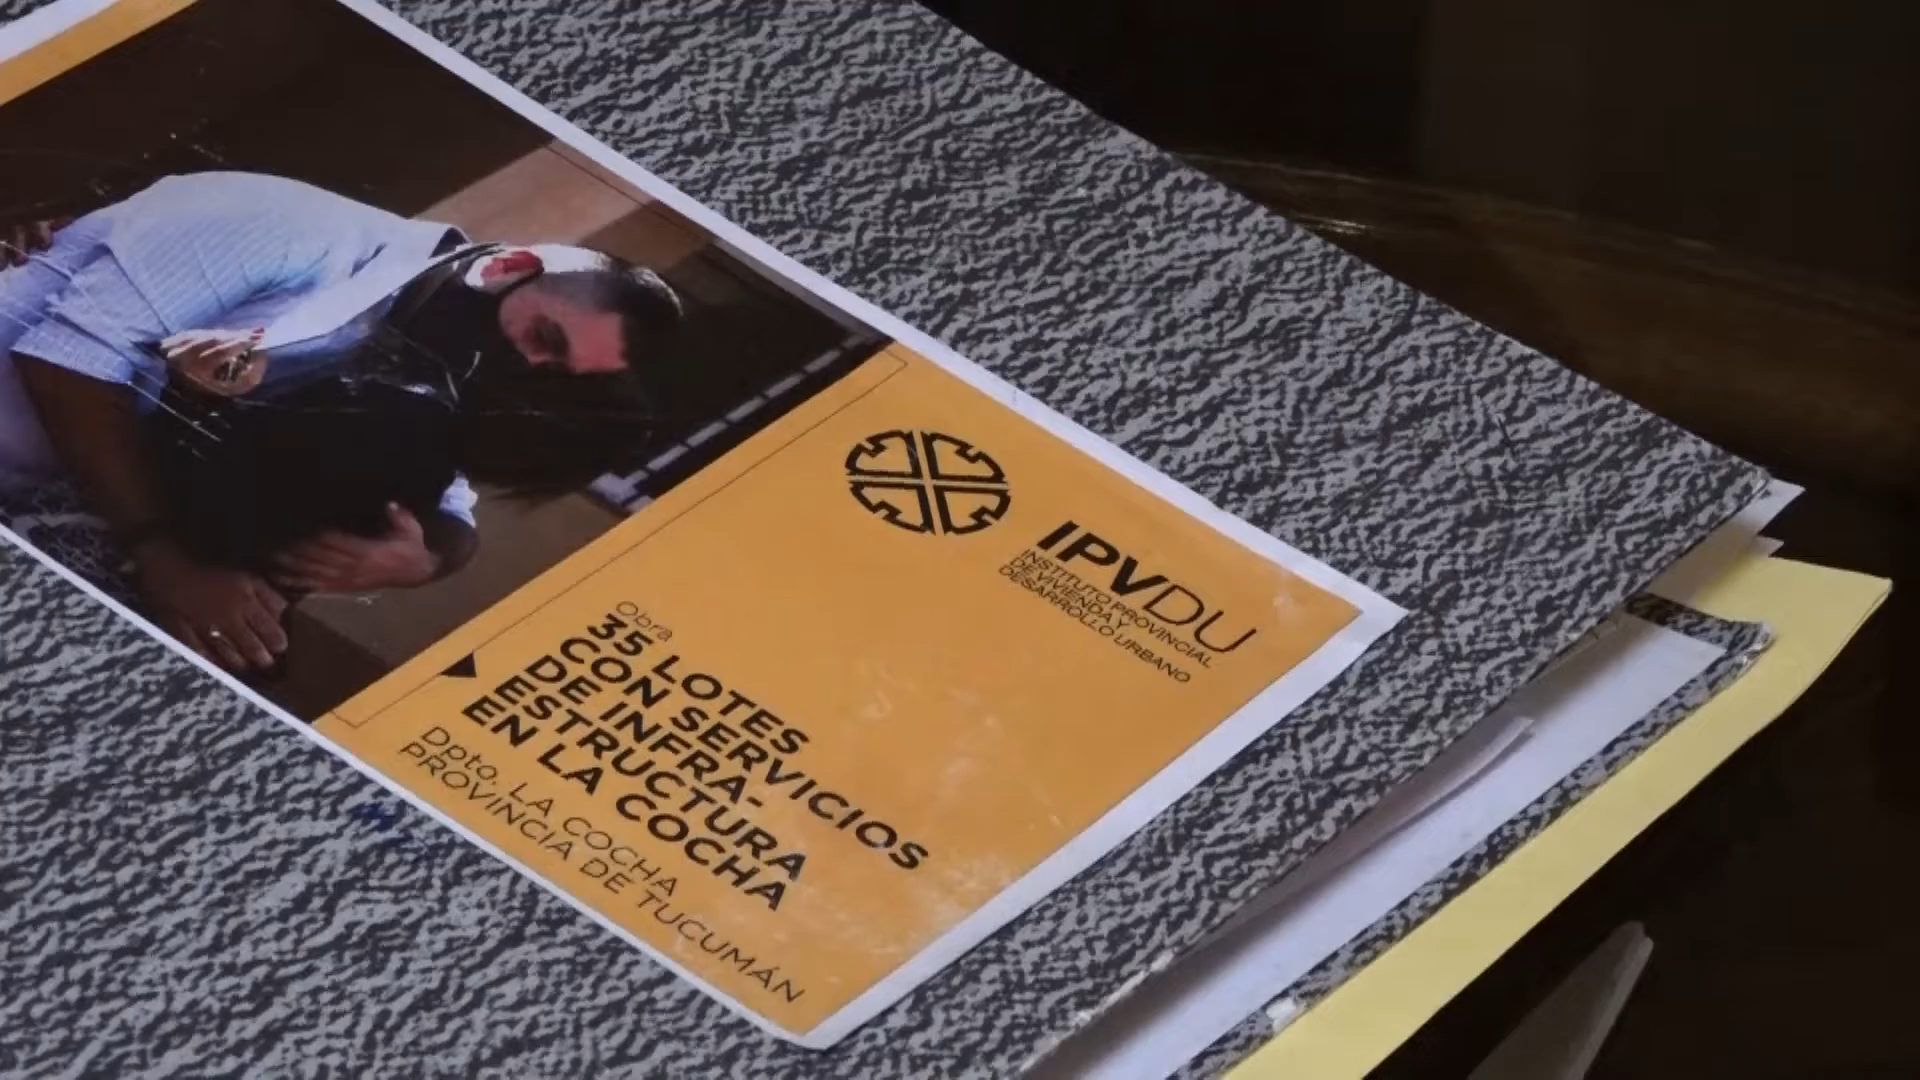 IPVDU
INSTITUTO PROVINCIAL
DE VIVIENDA Y
DESARROLLO URBANO
Obra
35 LOTES
CON SERVICIOS
DE INFRA-
ESTRUCTURA
EN LA COCHA
Dpto. LA COCHA
PROVINCIA DE TUCUMÁN